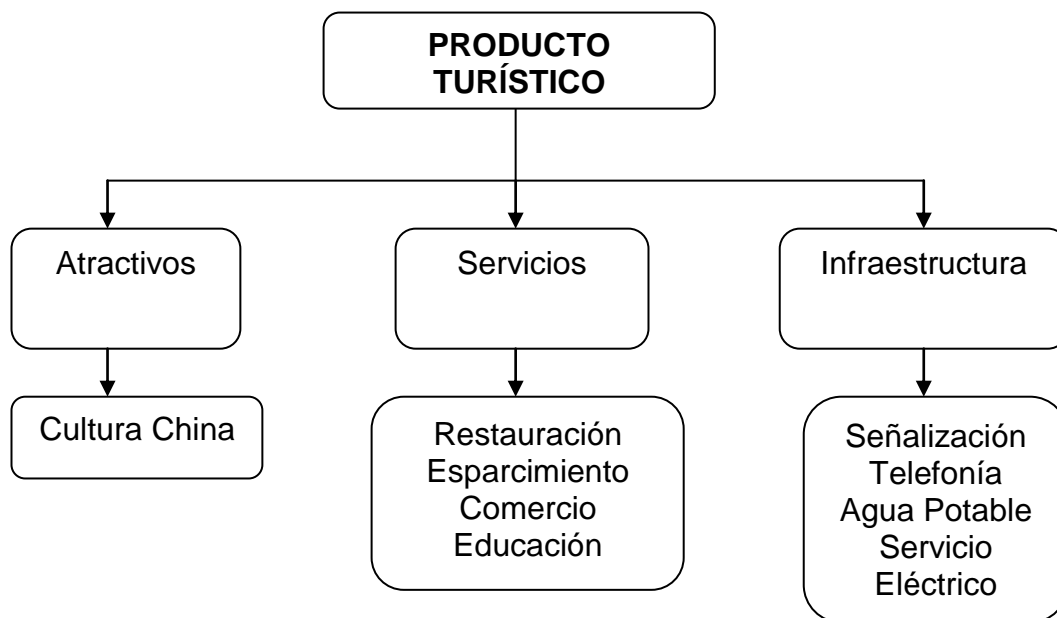 PRODUCTO
TURÍSTICO
Atractivos
Servicios
Infraestructura
Cultura China
Restauración
Esparcimiento
Comercio
Educación
Señalización
Telefonía
Agua Potable
Servicio
Eléctrico